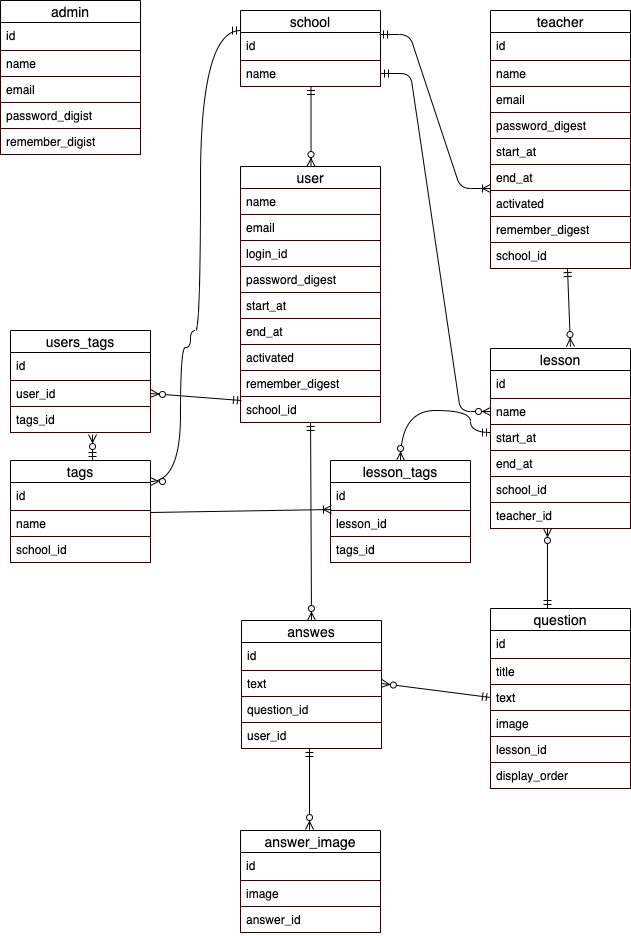 admin
id
name
email
password_digist
remember_digist
school
id
name
teacher
id
name
email
password_digest
start_at
end_at
activated
remember_digest
school_id
user
name
email
login_id
password_digest
start_at
end_at
activated
remember_digest
school_id
users_tags
id
user_id
tags_id
lesson
id
name
start_at
end_at
school_id
teacher_id
tags
id
name
school_id
lesson_tags
id
lesson_id
tags_id
answes
id
text
question_id
user_id
question
id
title
text
image
lesson_id
display_order
answer_image
id
image
answer_id